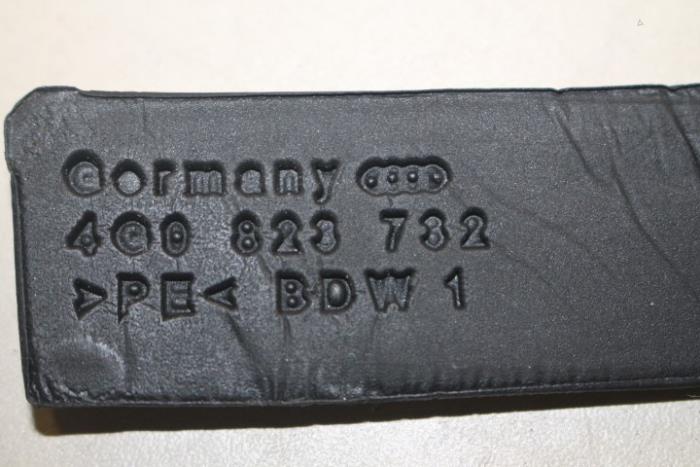 Germany
4G0 823 732
>PE< BDW 1